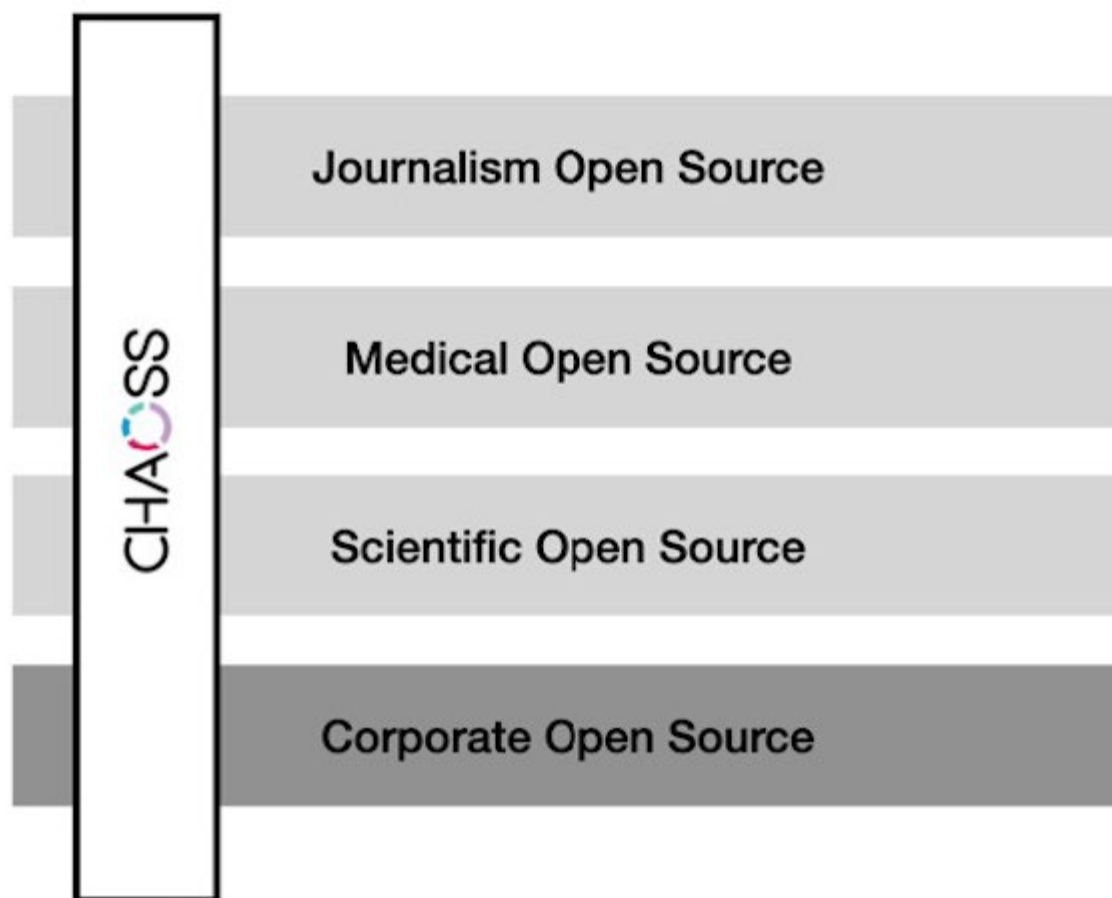 CHAOSS
Journalism Open Source
Medical Open Source
Scientific Open Source
Corporate Open Source